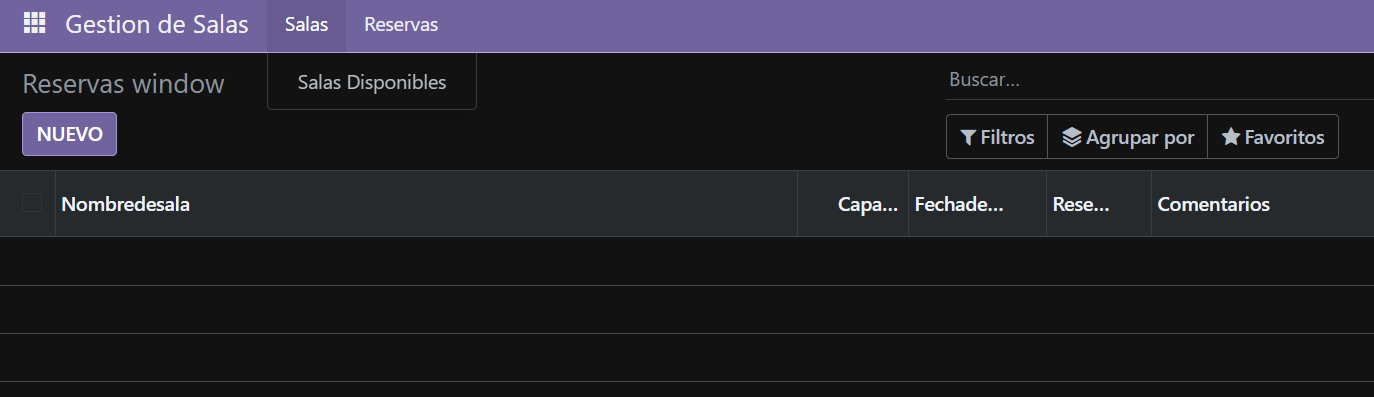 Gestion de Salas Salas Reservas
Reservas window
Salas Disponibles
Buscar...
NUEVO
Filtros Agrupar por Favoritos
Nombredesala Capa... Fechade... Rese... Comentarios